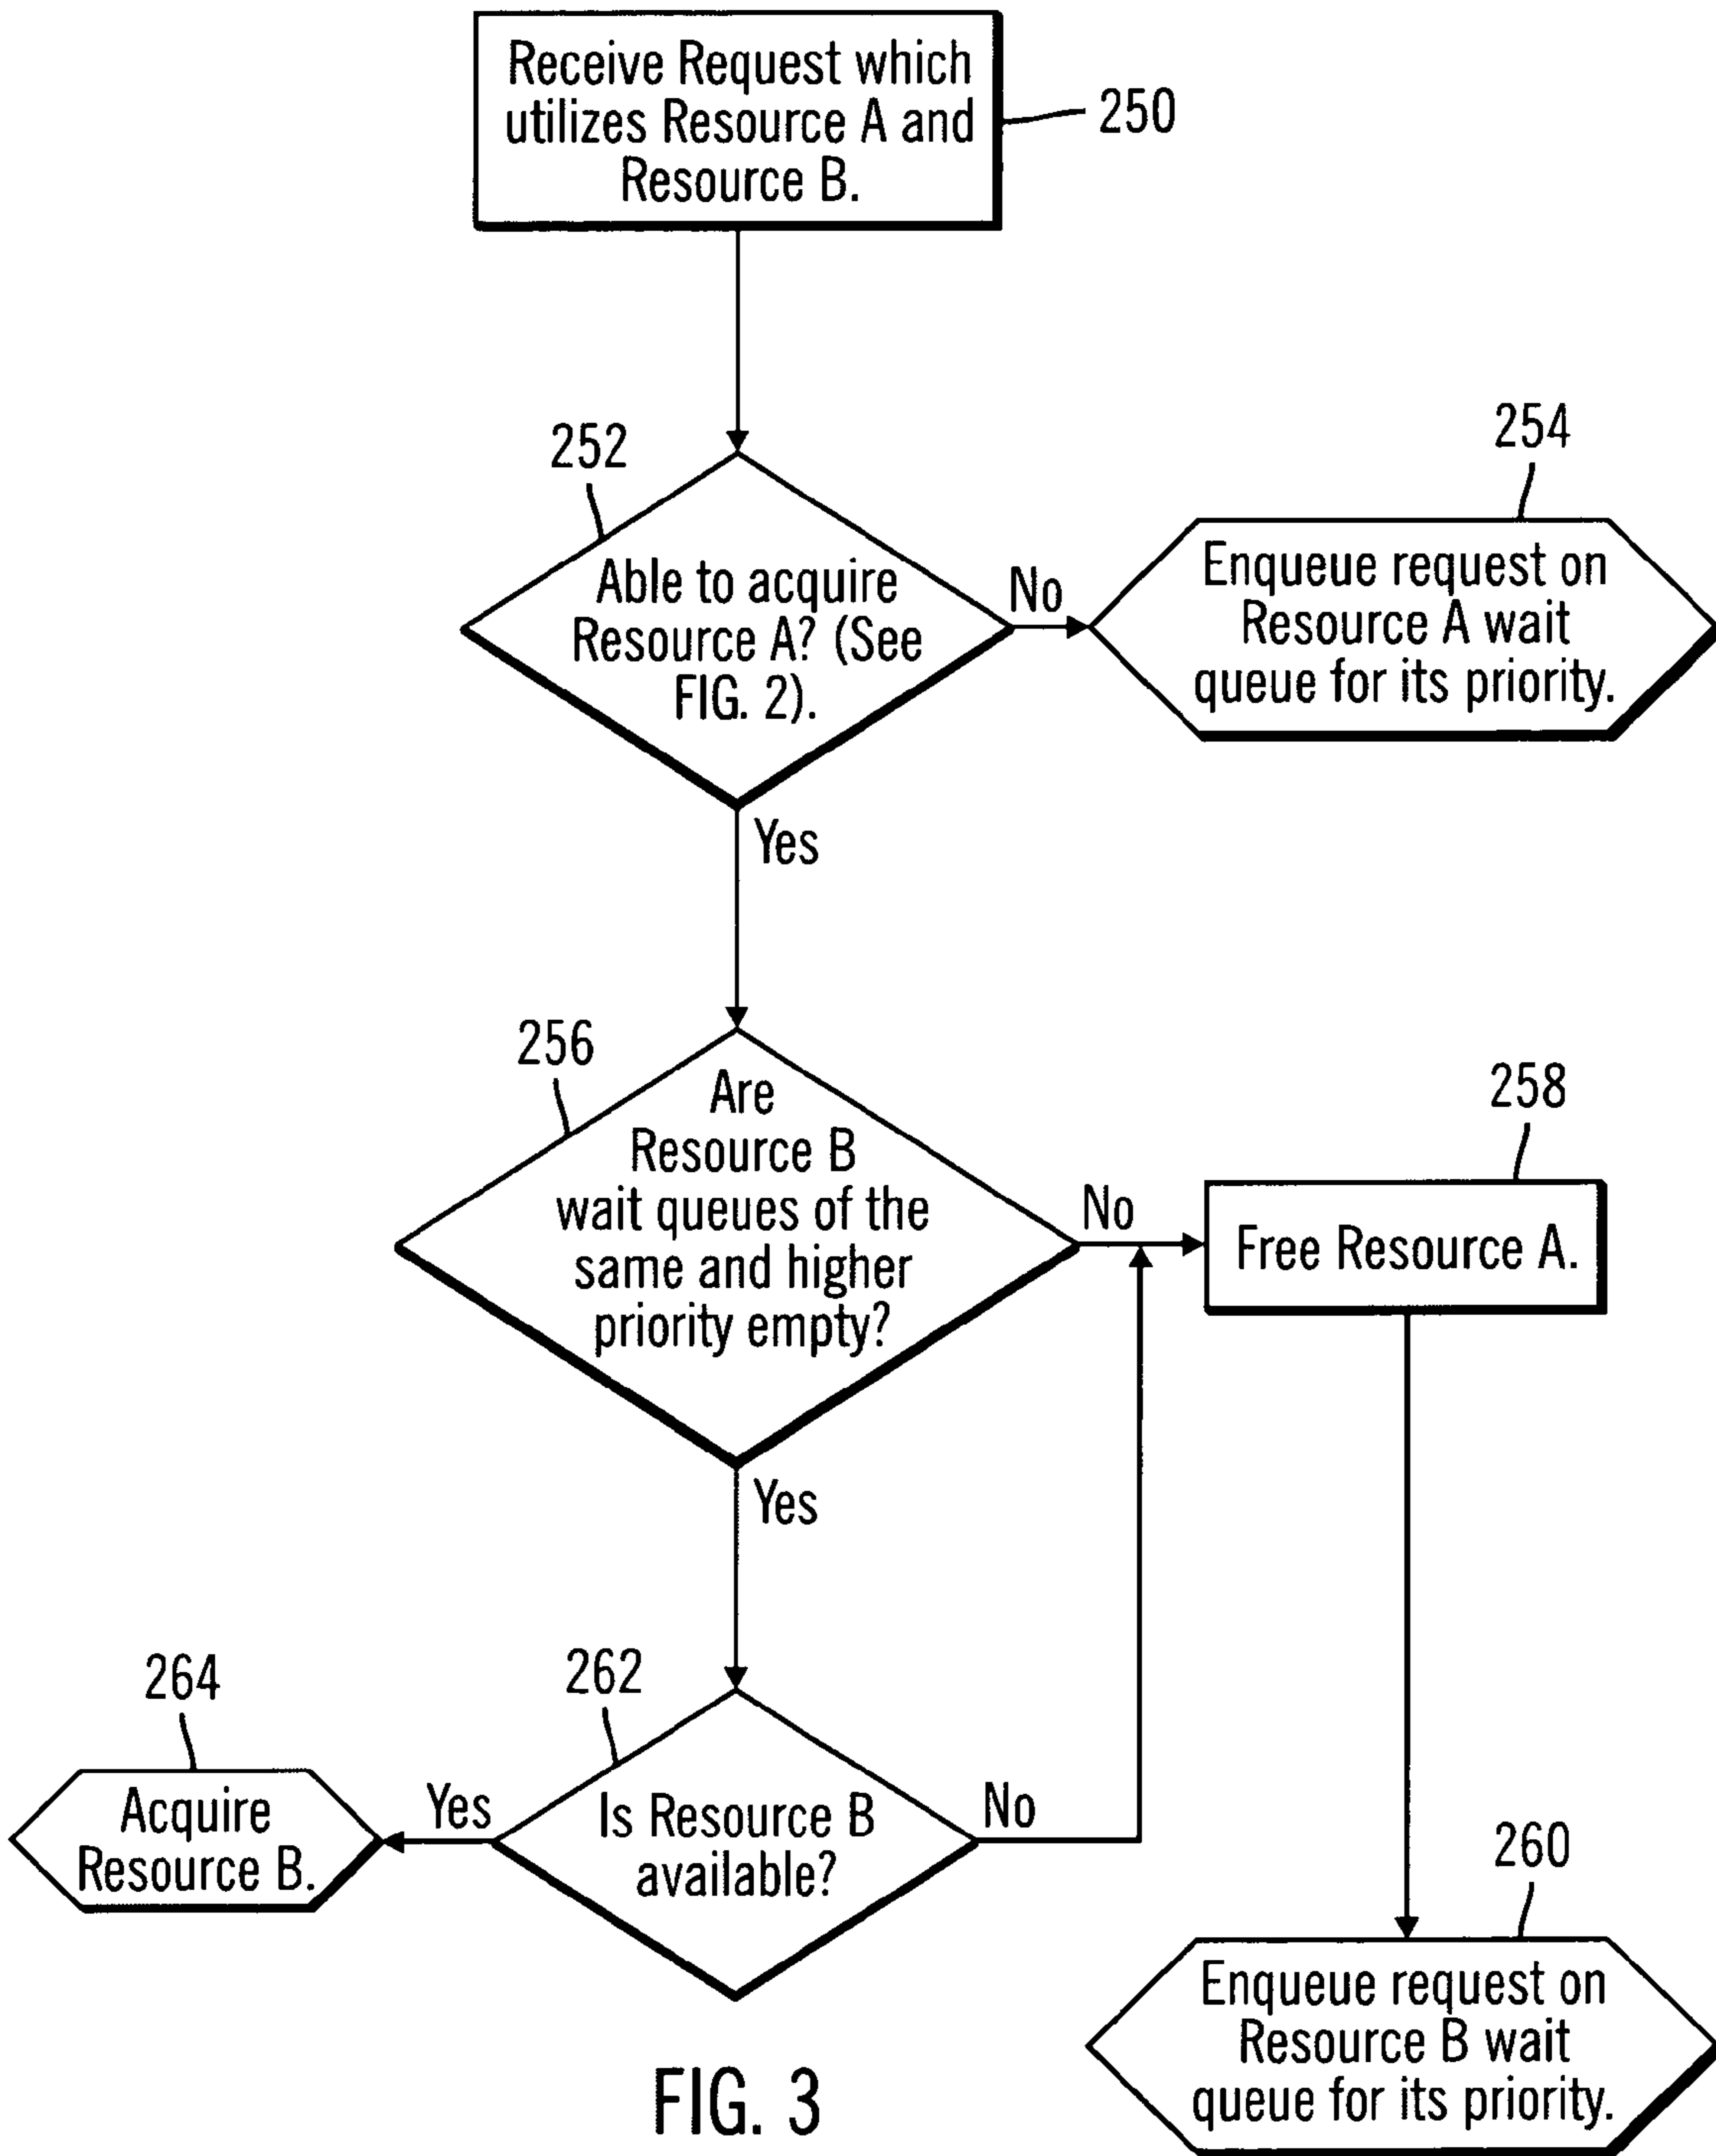 Receive Request which
utilizes Resource A and
Resource B.
250
252
Able to acquire
Resource A? (See
FIG. 2).
No
254
Enqueue request on
Resource A wait
queue for its priority.
Yes
256
Are
Resource B
wait queues of the
same and higher
priority empty?
No
258
Free Resource A.
Yes
262
Is Resource B
available?
No
Yes
264
Acquire
Resource B.
260
Enqueue request on
Resource B wait
queue for its priority.
FIG. 3